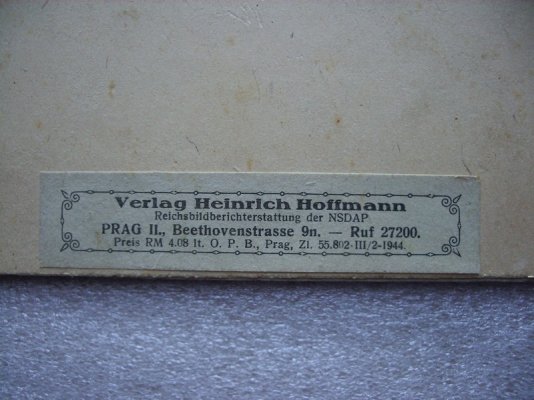 Verlag Heinrich Hoffmann
Reichsbildberichterstattung der NSDAP
PRAG II., Beethovenstrasse 9n. — Ruf 27200.
Preis RM 4.08 lt. O. P. B., Prag, Zl. 55.802-III/2-1944.